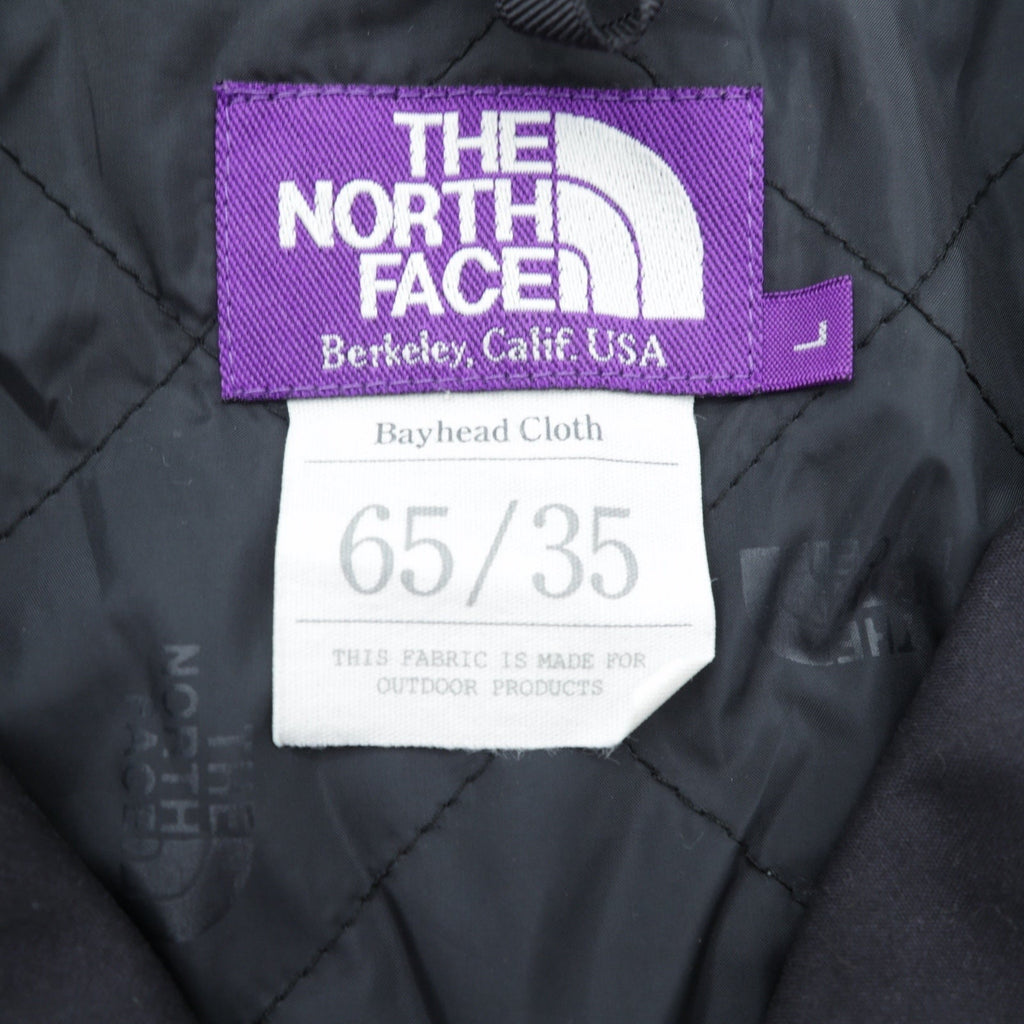 THE
NORTH
FACE
Berkeley, Calif. USA
L
Bayhead Cloth
65/35
THIS FABRIC IS MADE FOR
OUTDOOR PRODUCTS
THE
NORTH
FACE
THE